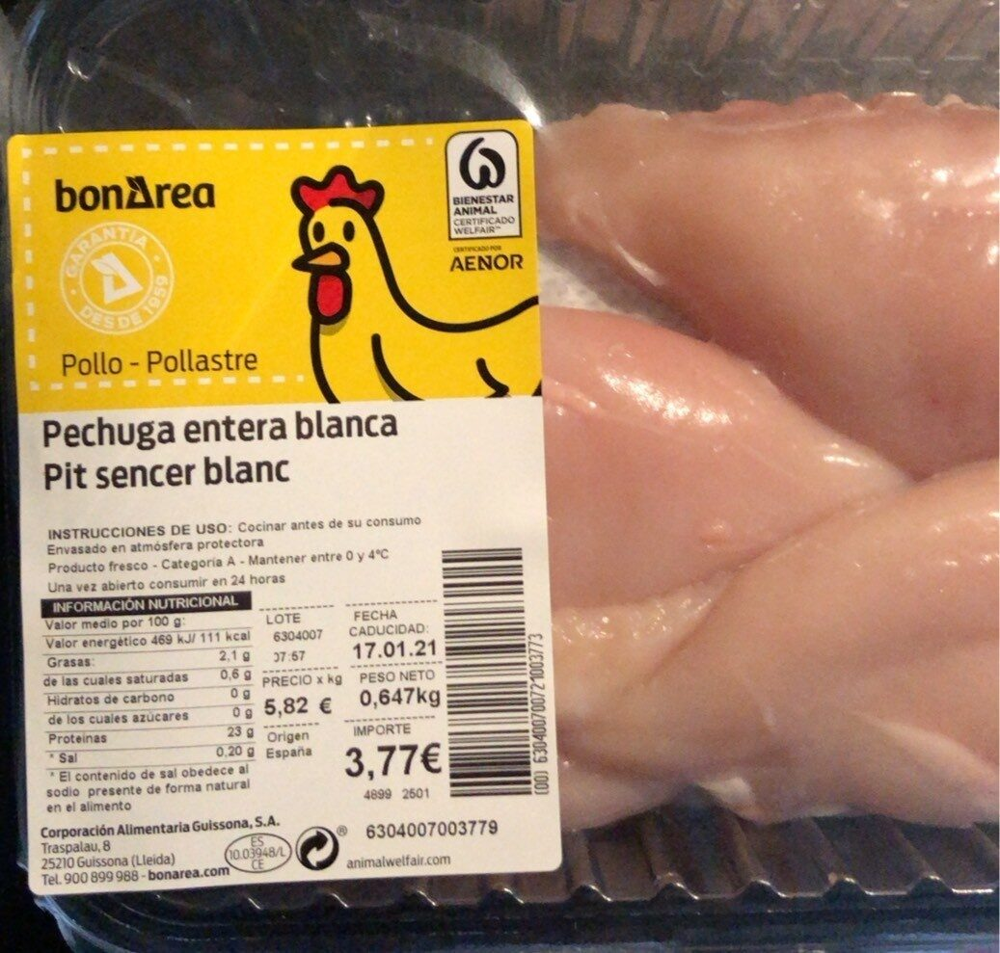 bonÀrea
GARANTIA
DESDE 1959
BIENESTAR
ANIMAL
CERTIFICADO
WELFAIR™
CERTIFICADO POR
AENOR
Pollo - Pollastre
Pechuga entera blanca
Pit sencer blanc
INSTRUCCIONES DE USO: Cocinar antes de su consumo
Envasado en atmósfera protectora
Producto fresco - Categoría A - Mantener entre 0 y 4ºC
Una vez abierto consumir en 24 horas
INFORMACIÓN NUTRICIONAL
Valor medio por 100 g:
Valor energético 469 kJ/ 111 kcal
Grasas: 2,1 g
de las cuales saturadas 0,6 g
Hidratos de carbono 0 g
de los cuales azúcares 0 g
Proteinas 23 g
* Sal 0,20 g
* El contenido de sal obedece al
sodio presente de forma natural
en el alimento
LOTE
6304007
07:57
FECHA
CADUCIDAD:
17.01.21
PRECIO x kg
5,82 €
PESO NETO
0,647kg
Origen
España
IMPORTE
3,77€
4899 2601
(00) 630400700721003773
Corporación Alimentaria Guissona, S.A.
Traspalau, 8
25210 Guissona (Lleida)
Tel. 900 899 988 - bonarea.com
ES
10.03948/L
CE
®
6304007003779
animalwelfair.com